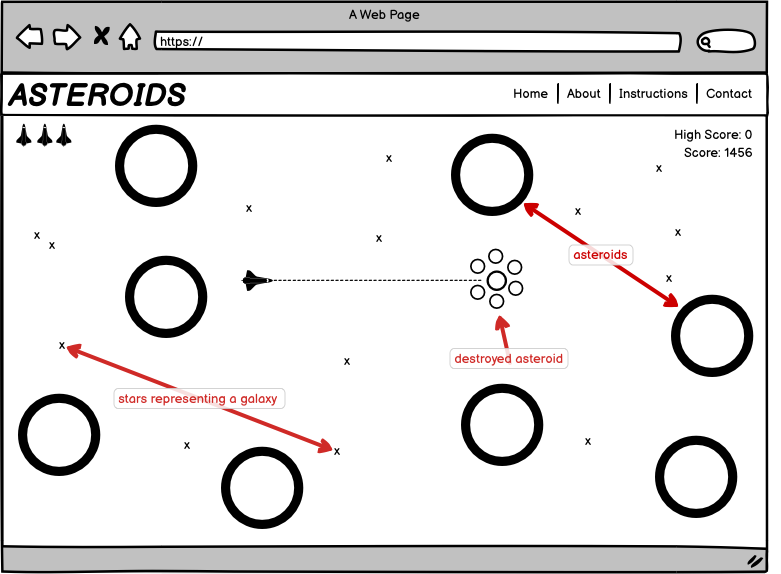 A Web Page
https://
ASTEROIDS
Home
About
Instructions
Contact
High Score: 0
Score: 1456
asteroids
destroyed asteroid
stars representing a galaxy